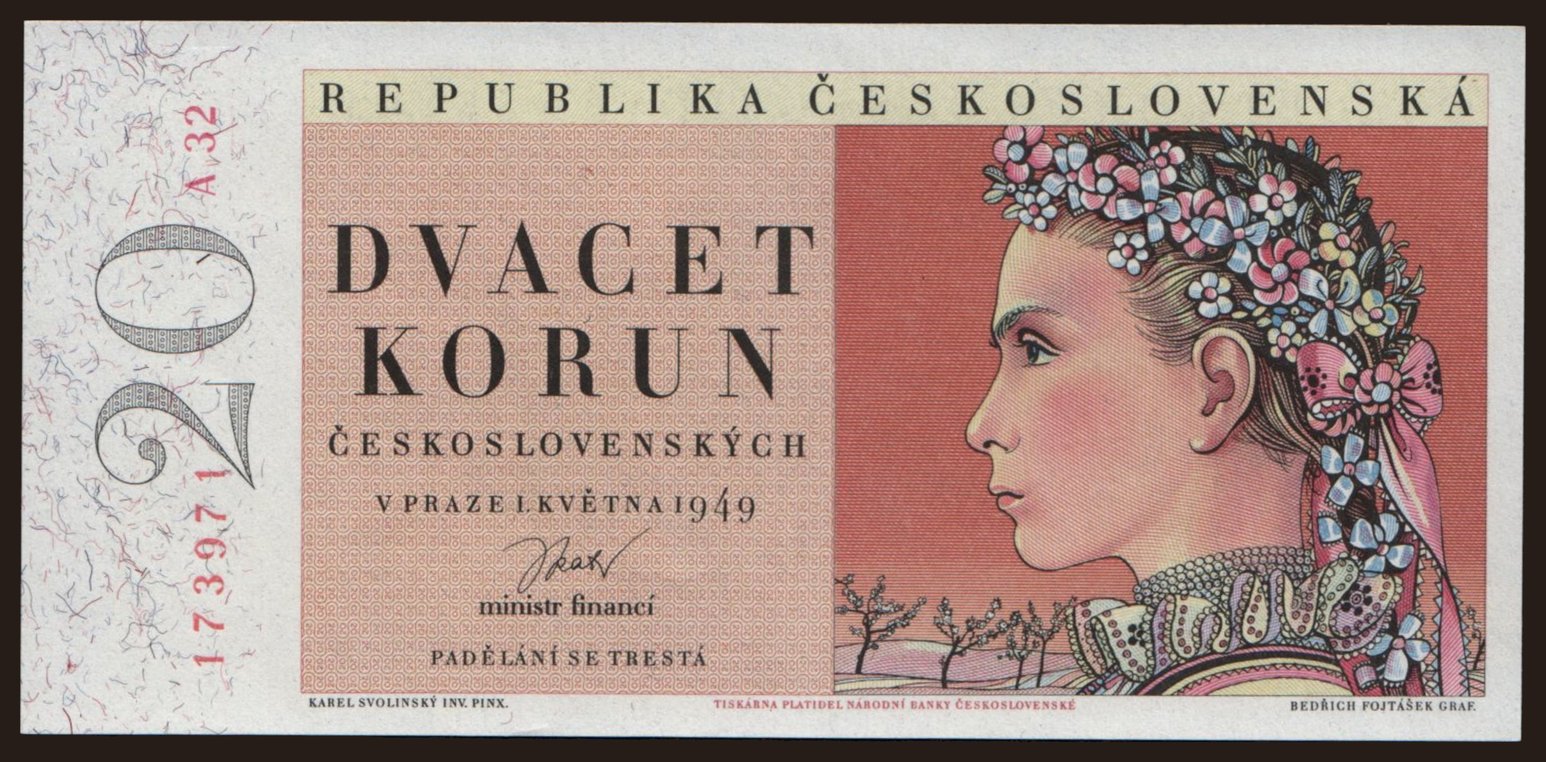 REPUBLIKA ČESKOSLOVENSKÁ
20
A 32
173971
DVACET
KORUN
ČESKOSLOVENSKÝCH
V PRAZE 1. KVĚTNA 1949
ministr financí
PADĚLÁNÍ SE TRESTÁ
KAREL SVOLINSKÝ INV. PINX.
TISKÁRNA PLATIDEL NÁRODNÍ BANKY ČESKOSLOVENSKÉ
BEDŘICH FOJTÁŠEK GRAF.